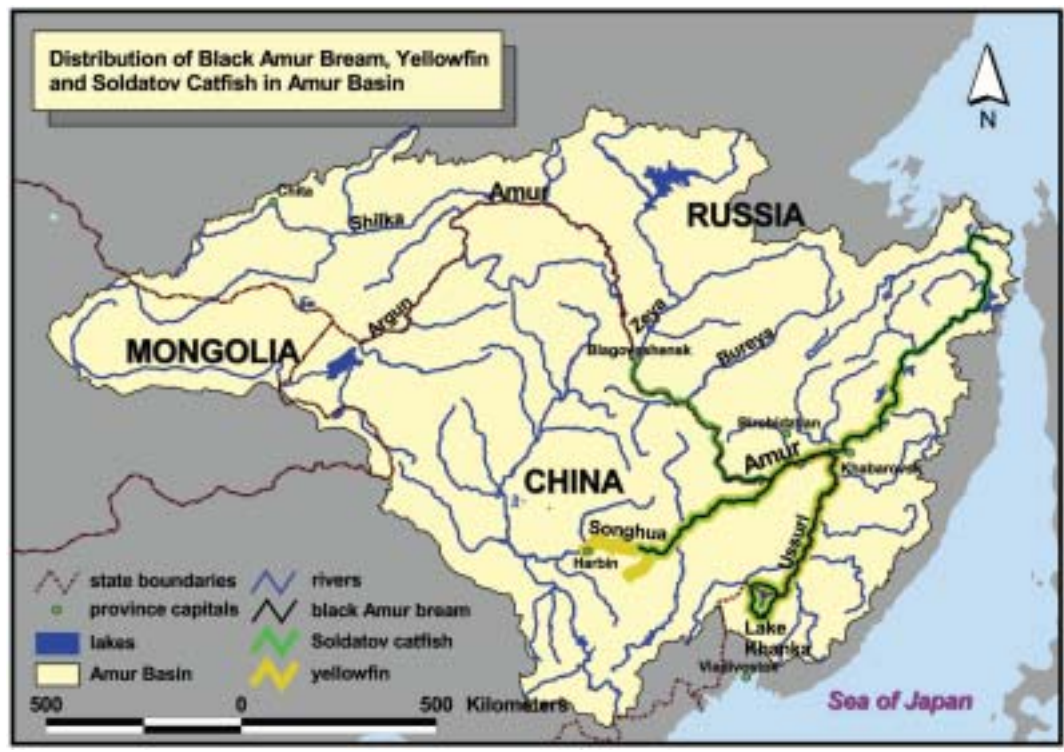 Distribution of Black Amur Bream, Yellowfin
and Soldatov Catfish in Amur Basin
N
Chita
Amur
Shilka
RUSSIA
Argun
Zeya
MONGOLIA
Blagoveshensk
Bureya
Birobidzhan
Amur
Khabarovsk
CHINA
Songhua
Harbin
Ussuri
Lake
Khanka
Vladivostok
Sea of Japan
state boundaries
province capitals
lakes
Amur Basin
rivers
black Amur bream
Soldatov catfish
yellowfin
500 0 500 Kilometers